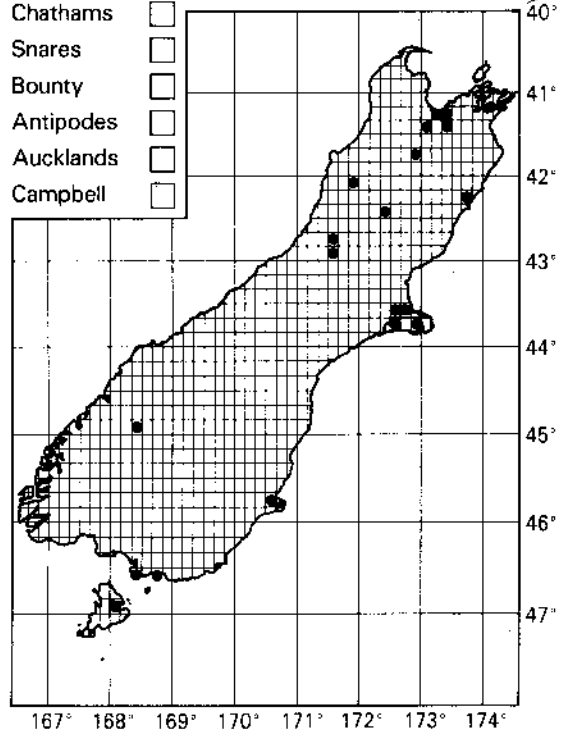 Chathams
Snares
Bounty
Antipodes
Aucklands
Campbell
40°
41°
42°
43°
44°
45°
46°
47°
167° 168° 169° 170° 171° 172° 173° 174°